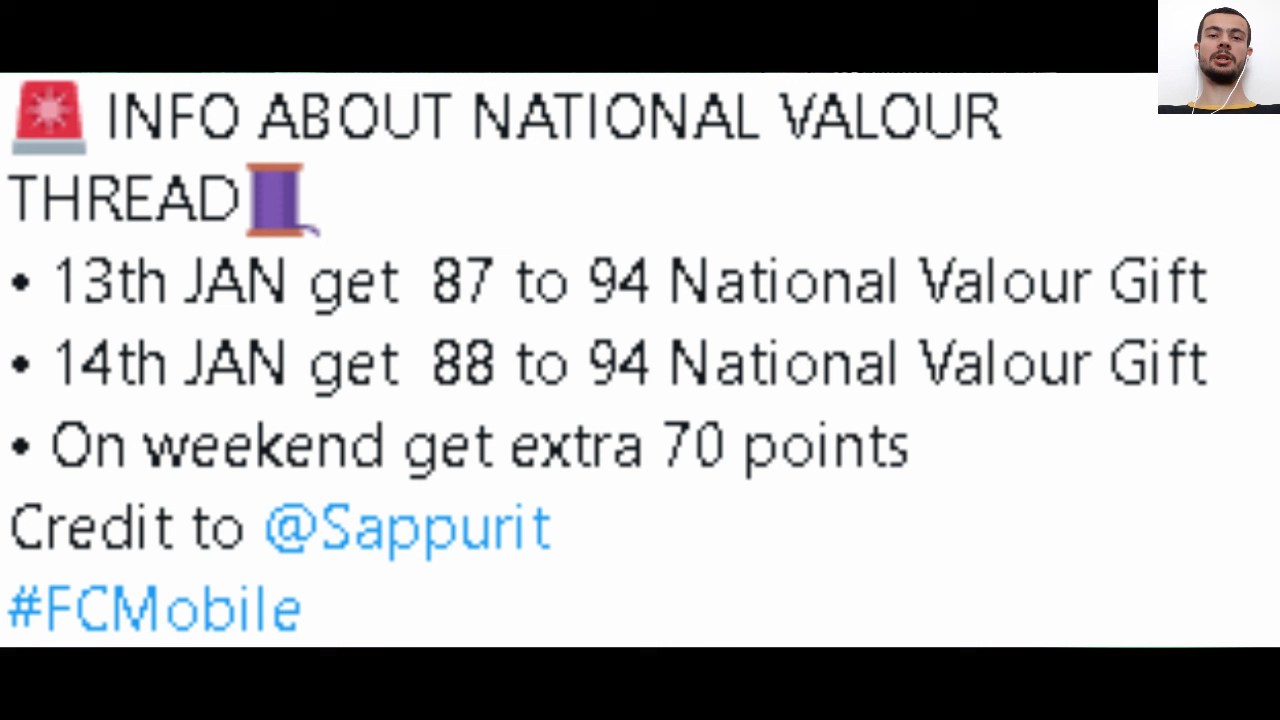 🚨 INFO ABOUT NATIONAL VALOUR
THREAD🧵
• 13th JAN get 87 to 94 National Valour Gift
• 14th JAN get 88 to 94 National Valour Gift
• On weekend get extra 70 points
Credit to @Sappurit
#FCMobile